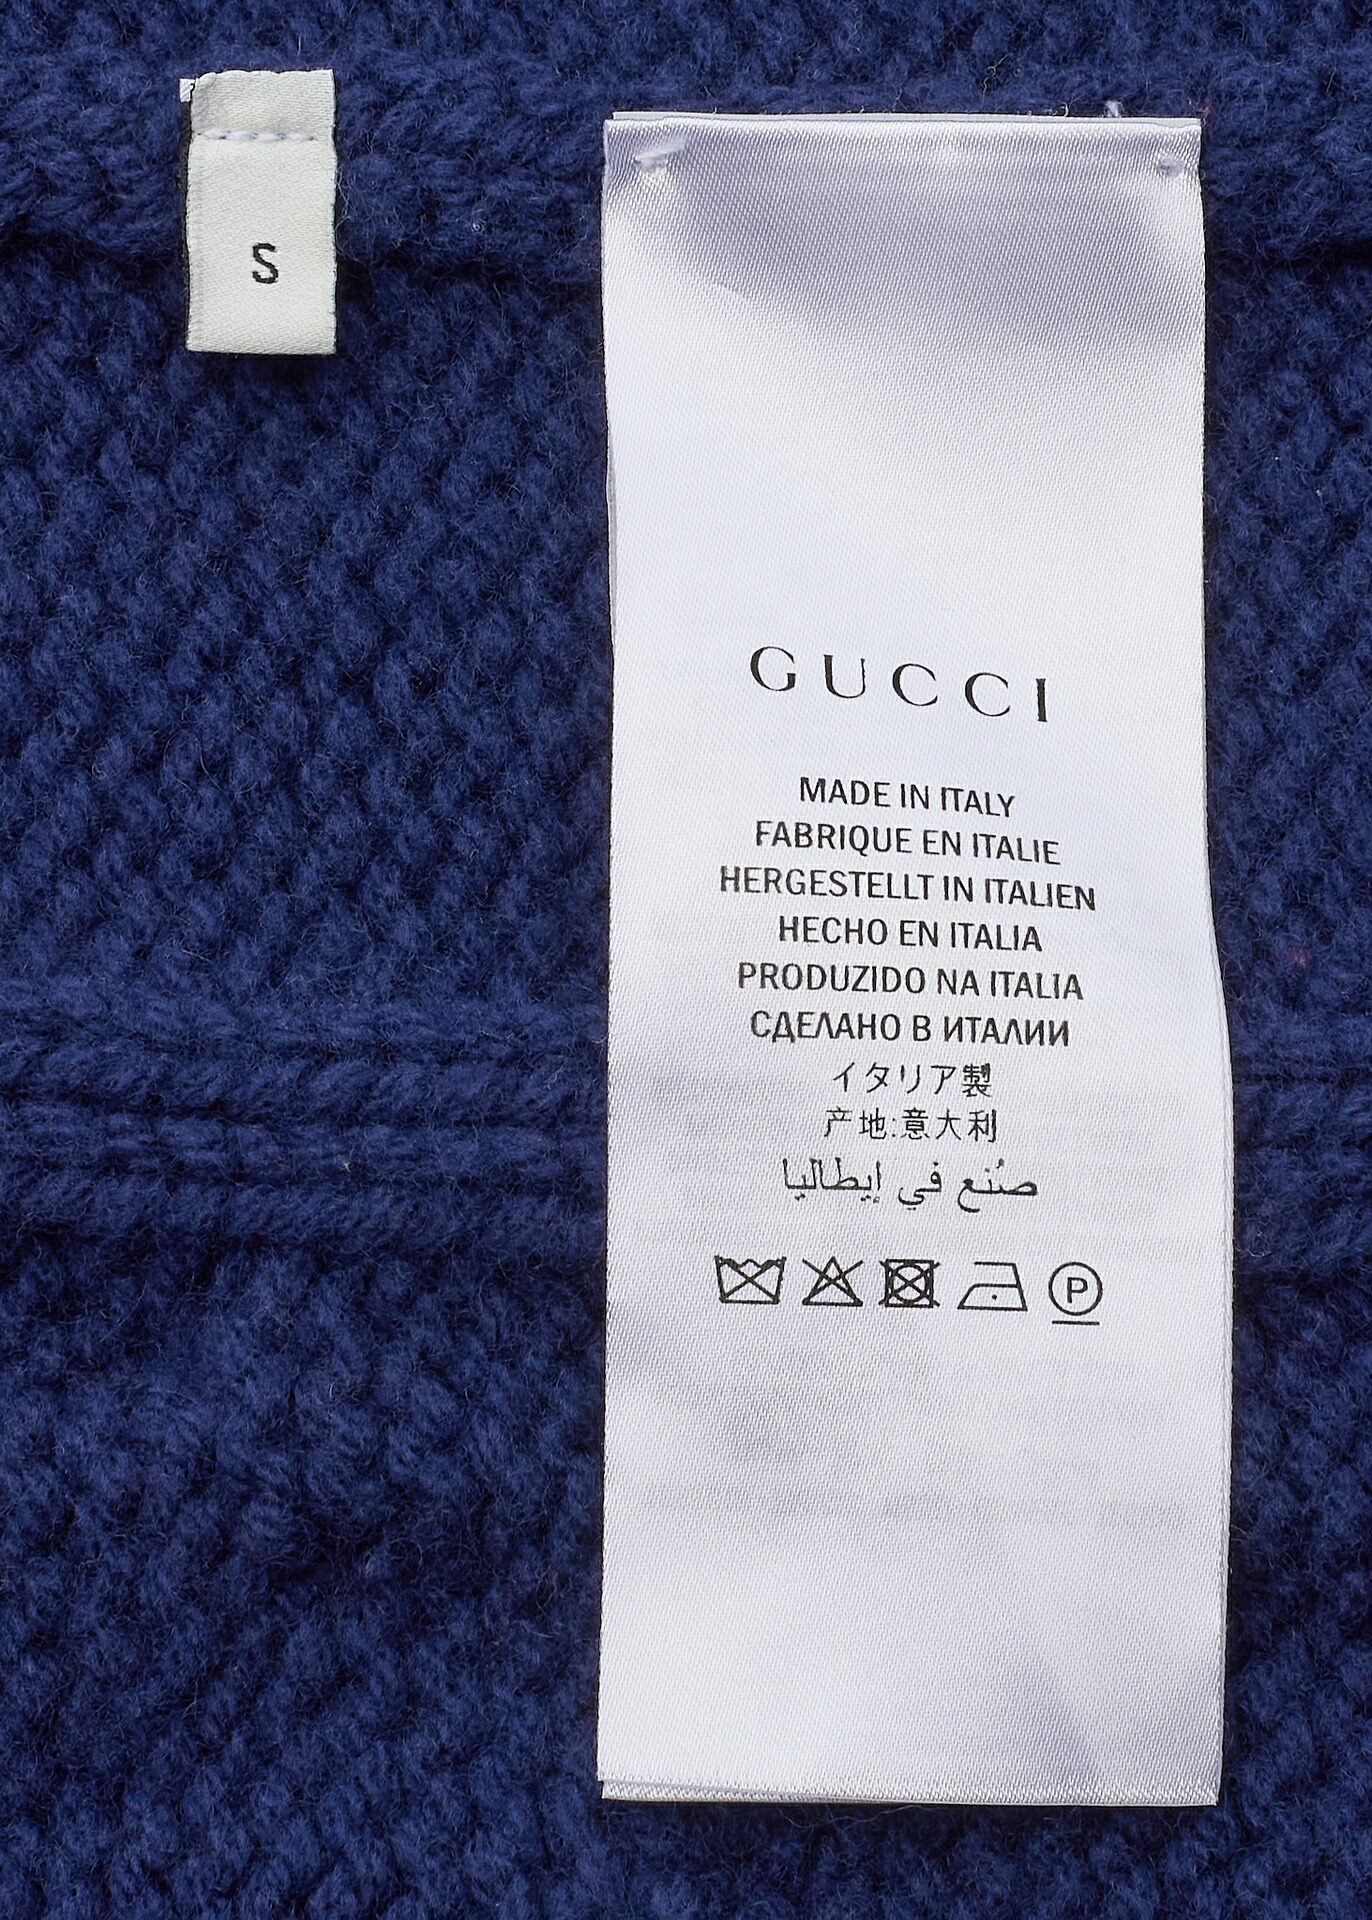 S
GUCCI
MADE IN ITALY
FABRIQUE EN ITALIE
HERGESTELLT IN ITALIEN
HECHO EN ITALIA
PRODUZIDO NA ITALIA
СДЕЛАНО В ИТАЛИИ
イタリア製
产地:意大利
صُنع في إيطاليا
P